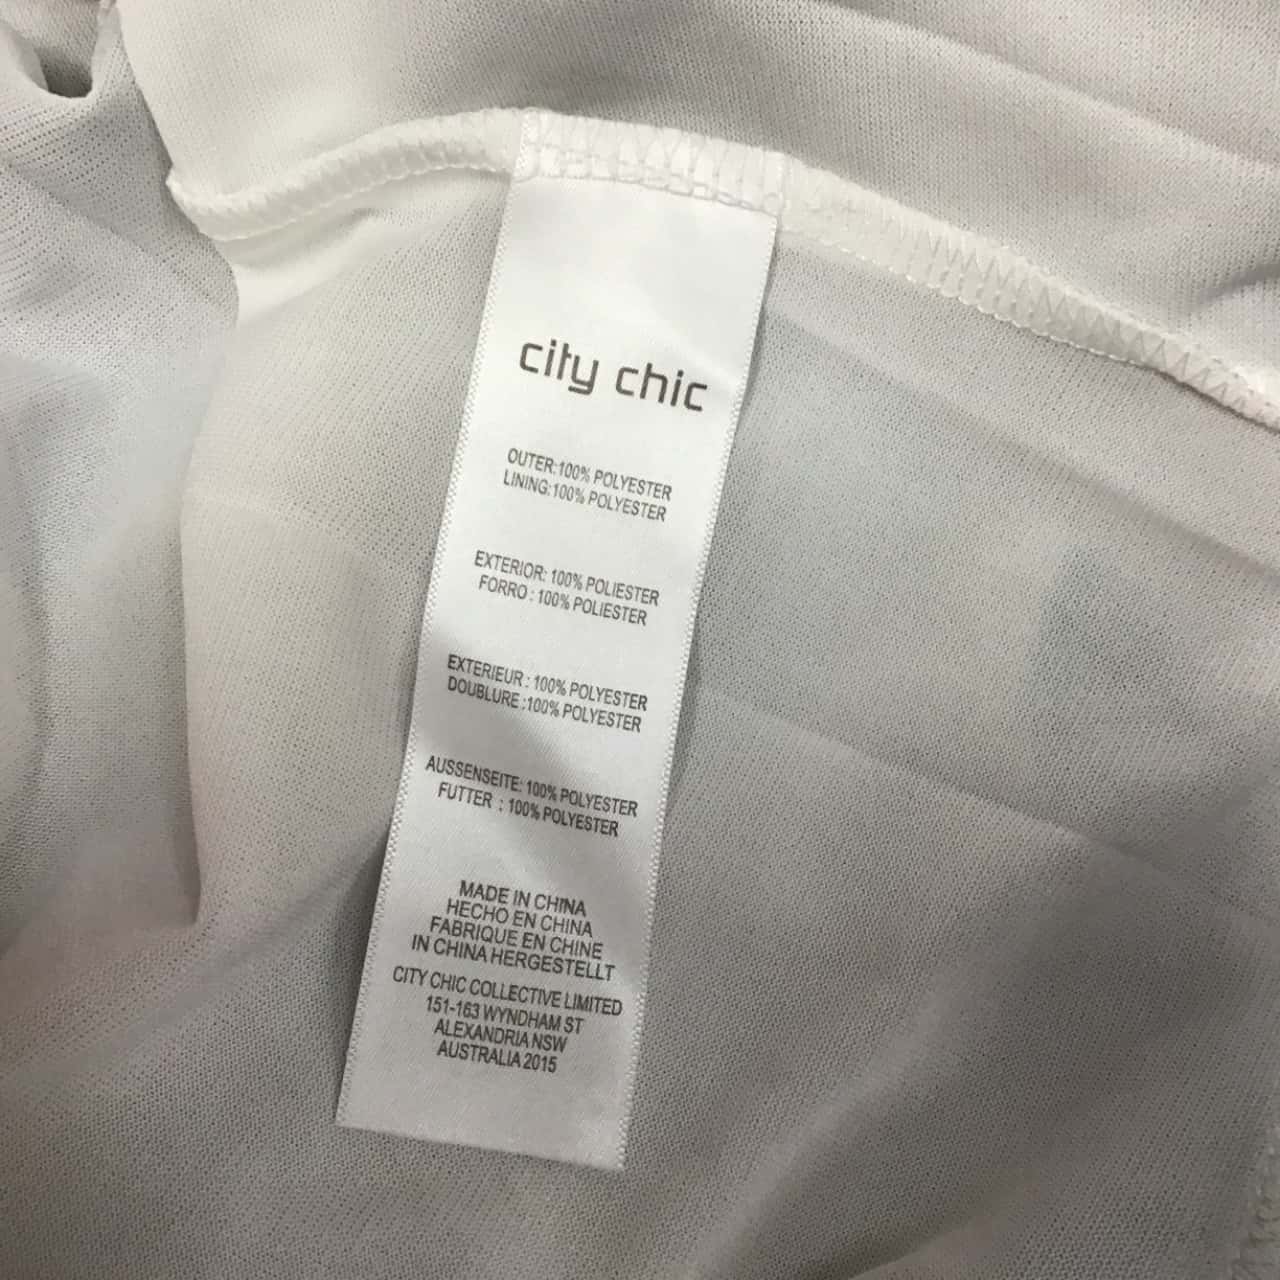 city chic
OUTER:100% POLYESTER
LINING:100% POLYESTER
EXTERIOR: 100% POLIESTER
FORRO : 100% POLIESTER
EXTERIEUR : 100% POLYESTER
DOUBLURE :100% POLYESTER
AUSSENSEITE: 100% POLYESTER
FUTTER : 100% POLYESTER
MADE IN CHINA
HECHO EN CHINA
FABRIQUE EN CHINE
IN CHINA HERGESTELLT
CITY CHIC COLLECTIVE LIMITED
151-163 WYNDHAM ST
ALEXANDRIA NSW
AUSTRALIA 2015